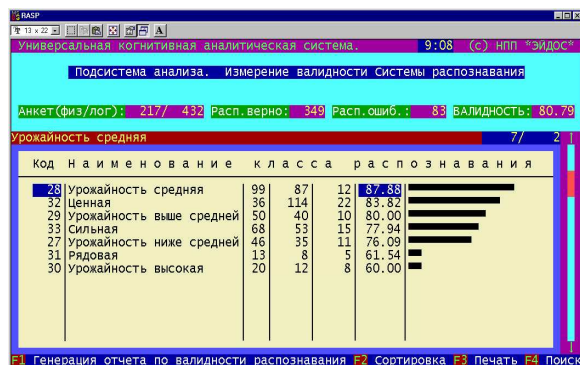 RASP
Tr 13 x 22
A
Универсальная когнитивная аналитическая система. 9:08 (c) НПП *ЭЙДОС*
Подсистема анализа. Измерение валидности Системы распознавания
Анкет(физ/лог): 217/ 432 Расп.верно: 349 Расп.ошиб.: 83 ВАЛИДНОСТЬ: 80.79
Урожайность средняя 7/ 2
Код Наименование класса распознавания
28 Урожайность средняя 99 87 12 87.88
32 Ценная 36 114 22 83.82
29 Урожайность выше средней 50 40 10 80.00
33 Сильная 68 53 15 77.94
27 Урожайность ниже средней 46 35 11 76.09
31 Рядовая 13 8 5 61.54
30 Урожайность высокая 20 12 8 60.00
F1 Генерация отчета по валидности распознавания F2 Сортировка F3 Печать F4 Поиск